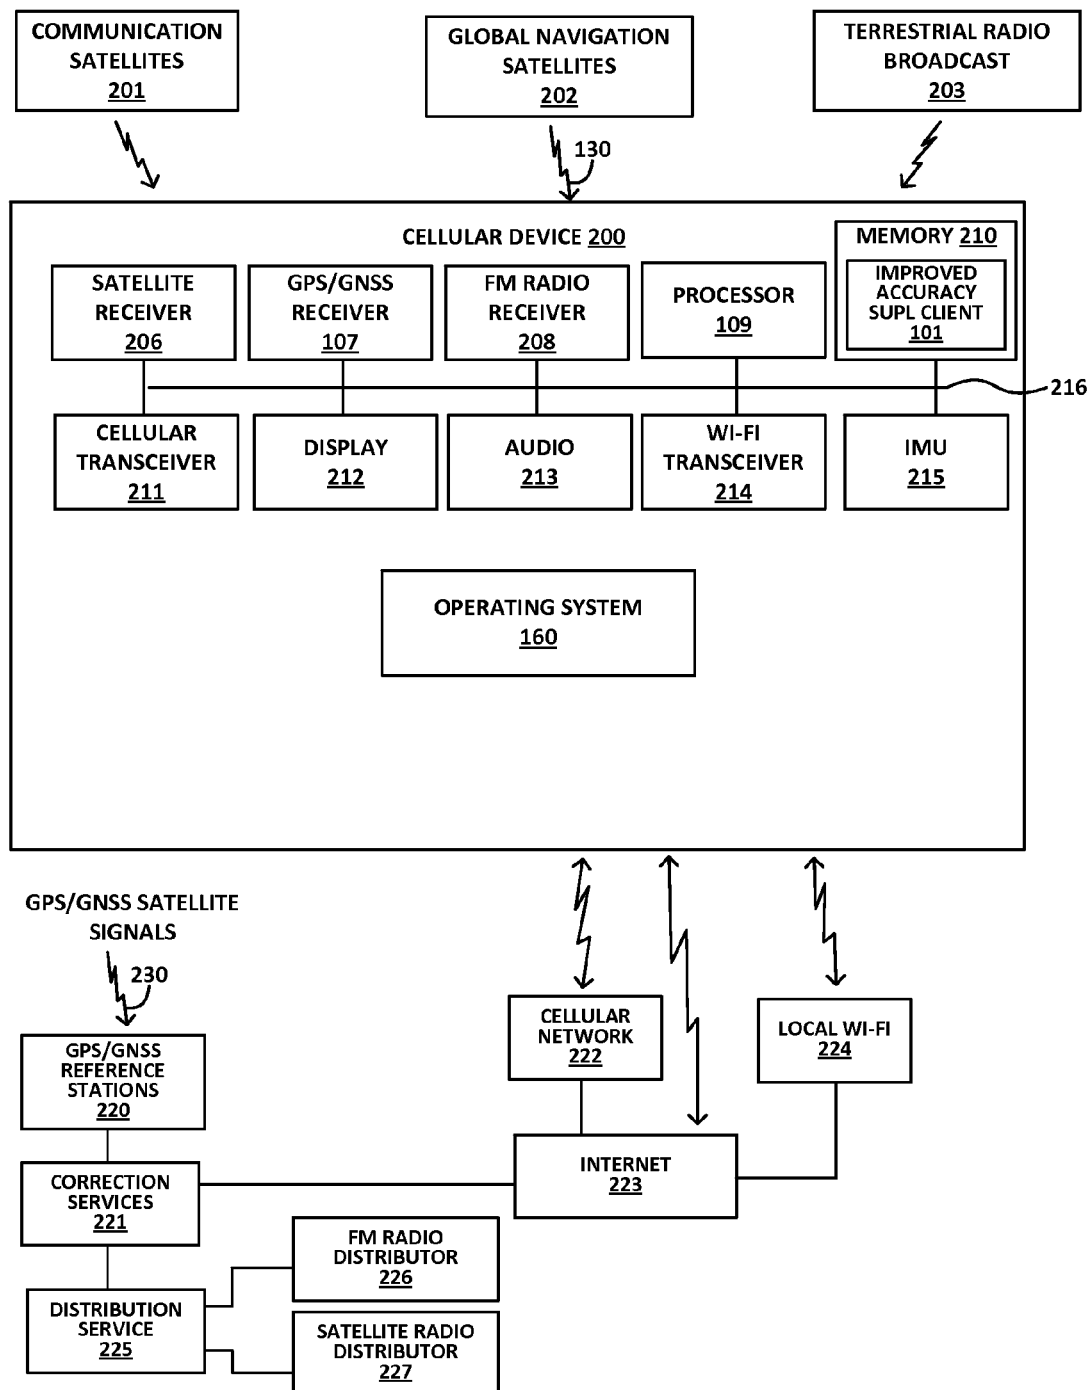 COMMUNICATION
SATELLITES
201
GLOBAL NAVIGATION
SATELLITES
202
TERRESTRIAL RADIO
BROADCAST
203
130
CELLULAR DEVICE 200
MEMORY 210
IMPROVED
ACCURACY
SUPL CLIENT
101
SATELLITE
RECEIVER
206
GPS/GNSS
RECEIVER
107
FM RADIO
RECEIVER
208
PROCESSOR
109
216
CELLULAR
TRANSCEIVER
211
DISPLAY
212
AUDIO
213
WI-FI
TRANSCEIVER
214
IMU
215
OPERATING SYSTEM
160
GPS/GNSS SATELLITE
SIGNALS
230
GPS/GNSS
REFERENCE
STATIONS
220
CELLULAR
NETWORK
222
LOCAL WI-FI
224
CORRECTION
SERVICES
221
INTERNET
223
FM RADIO
DISTRIBUTOR
226
DISTRIBUTION
SERVICE
225
SATELLITE RADIO
DISTRIBUTOR
227